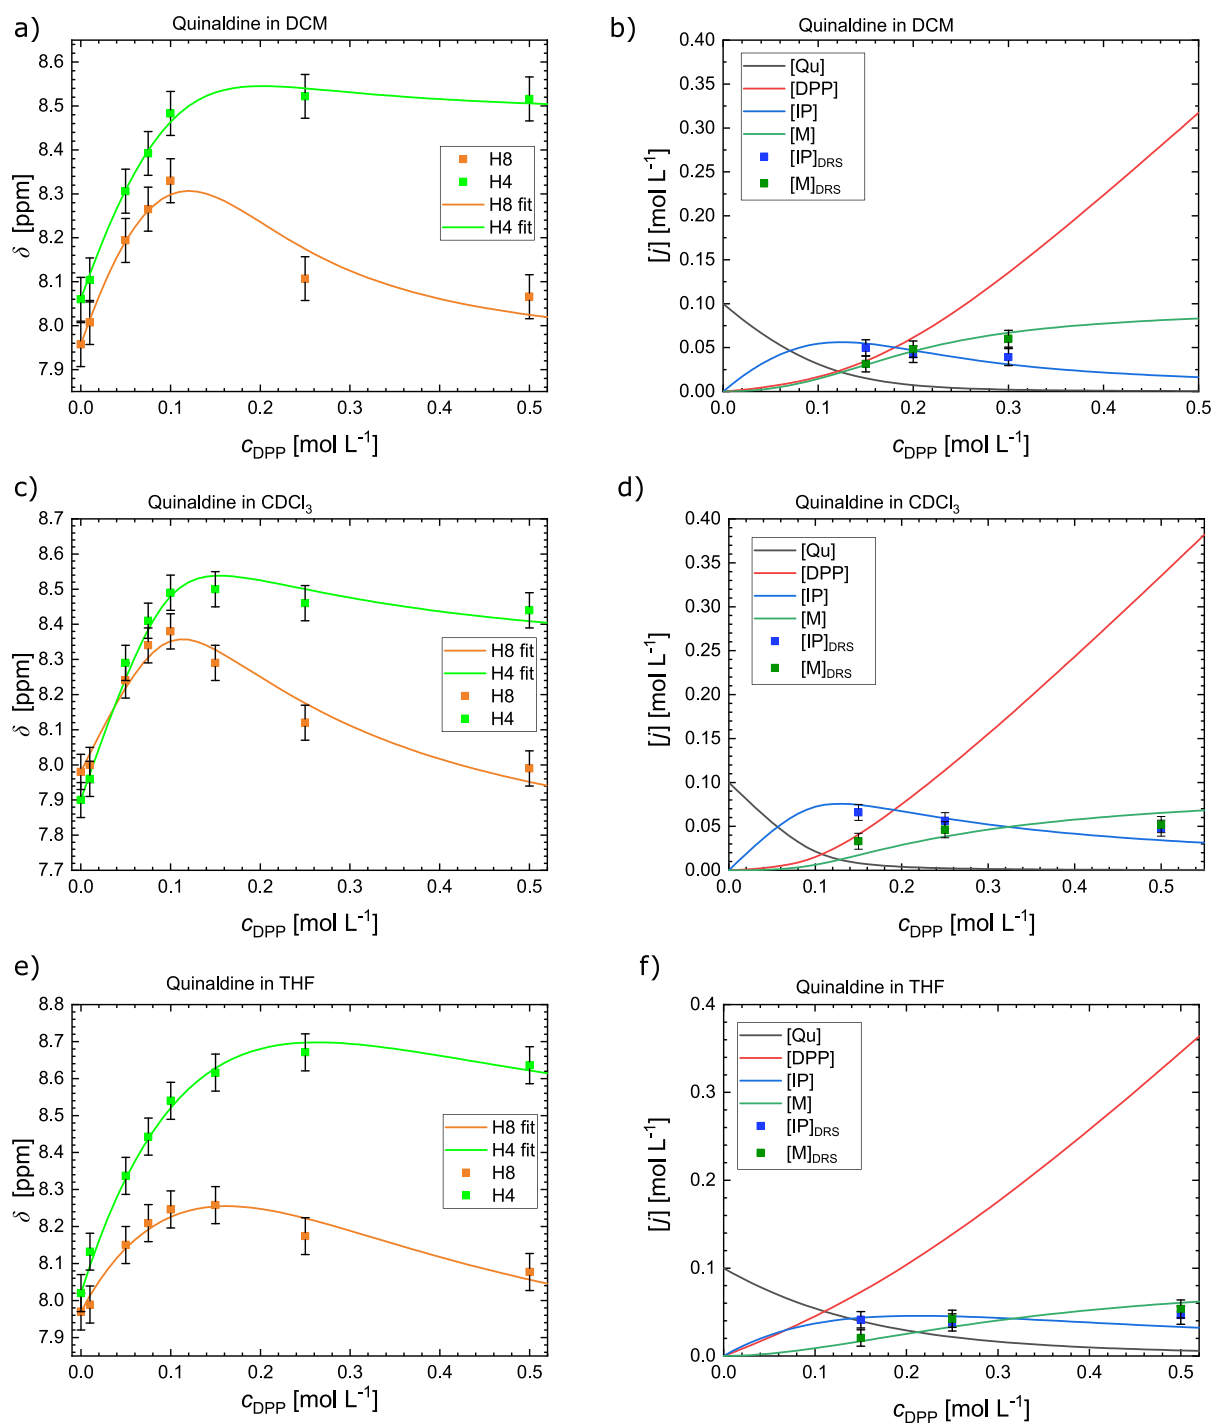 a)
Quinaldine in DCM
8.6
8.5
8.4
8.3
8.2
8.1
8.0
7.9
δ [ppm]
H8
H4
H8 fit
H4 fit
0.0 0.1 0.2 0.3 0.4 0.5
cDPP [mol L-1]
b)
Quinaldine in DCM
0.40
0.35
0.30
0.25
0.20
0.15
0.10
0.05
0.00
[j] [mol L-1]
[Qu]
[DPP]
[IP]
[M]
[IP]DRS
[M]DRS
0.0 0.1 0.2 0.3 0.4 0.5
cDPP [mol L-1]
c)
Quinaldine in CDCl3
8.7
8.6
8.5
8.4
8.3
8.2
8.1
8.0
7.9
7.8
7.7
δ [ppm]
H8 fit
H4 fit
H8
H4
0.0 0.1 0.2 0.3 0.4 0.5
cDPP [mol L-1]
d)
Quinaldine in CDCl3
0.40
0.35
0.30
0.25
0.20
0.15
0.10
0.05
0.00
[j] [mol L-1]
[Qu]
[DPP]
[IP]
[M]
[IP]DRS
[M]DRS
0.0 0.1 0.2 0.3 0.4 0.5
cDPP [mol L-1]
e)
Quinaldine in THF
8.8
8.7
8.6
8.5
8.4
8.3
8.2
8.1
8.0
7.9
δ [ppm]
H8 fit
H4 fit
H8
H4
0.0 0.1 0.2 0.3 0.4 0.5
cDPP [mol L-1]
f)
Quinaldine in THF
0.4
0.3
0.2
0.1
0.0
[j] [mol L-1]
[Qu]
[DPP]
[IP]
[M]
[IP]DRS
[M]DRS
0.0 0.1 0.2 0.3 0.4 0.5
cDPP [mol L-1]